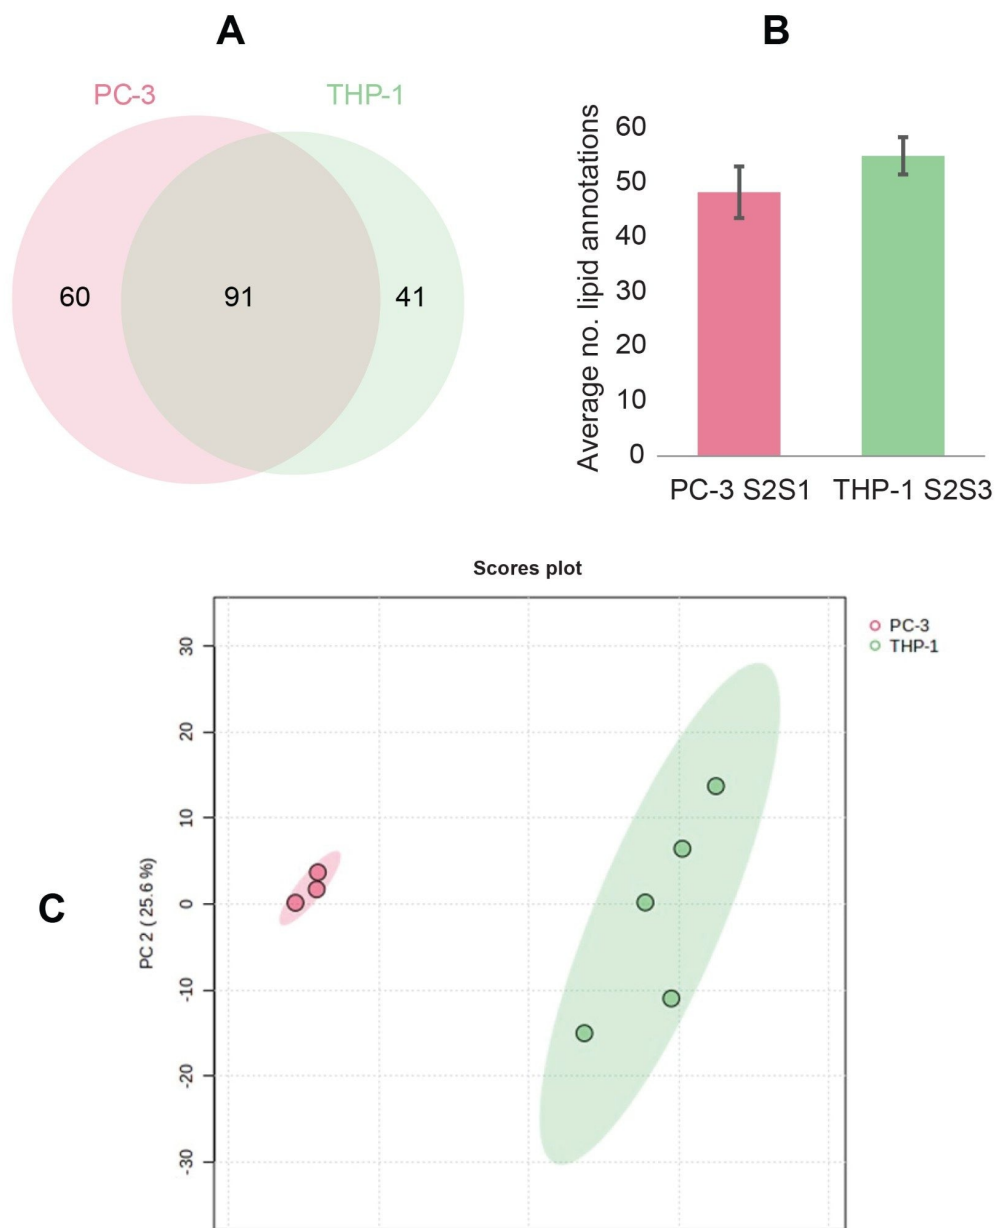 A
B
PC-3
THP-1
60
91
41
Average no. lipid annotations
60
50
40
30
20
10
0
PC-3 S2S1
THP-1 S2S3
Scores plot
PC-3
THP-1
C
PC 2 ( 25.6 %)
30
20
10
0
-10
-20
-30